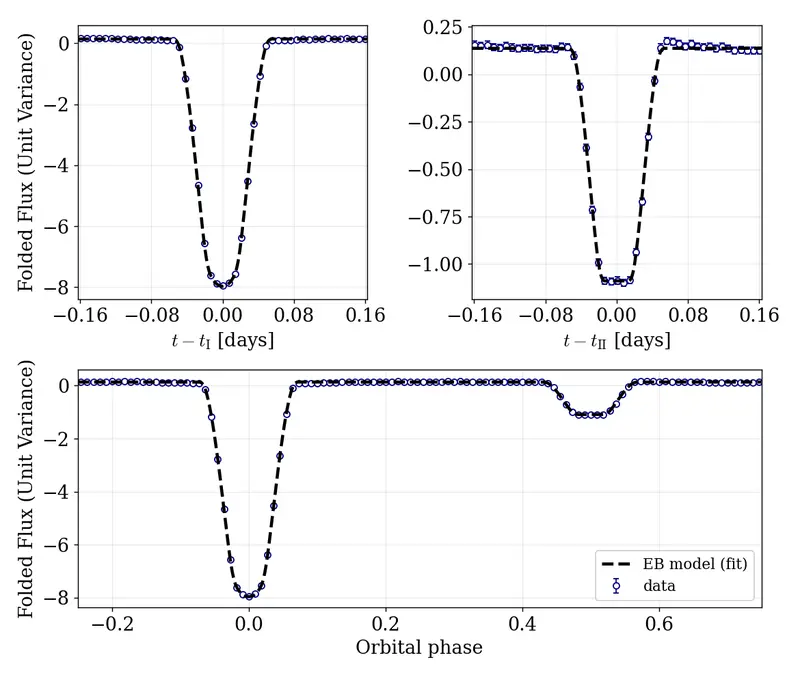 Folded Flux (Unit Variance)
0
−2
−4
−6
−8
−0.16 −0.08 0.00 0.08 0.16
t − tI [days]
0.25
0.00
−0.25
−0.50
−0.75
−1.00
−0.16 −0.08 0.00 0.08 0.16
t − tII [days]
Folded Flux (Unit Variance)
0
−2
−4
−6
−8
−0.2 0.0 0.2 0.4 0.6
Orbital phase
EB model (fit)
data